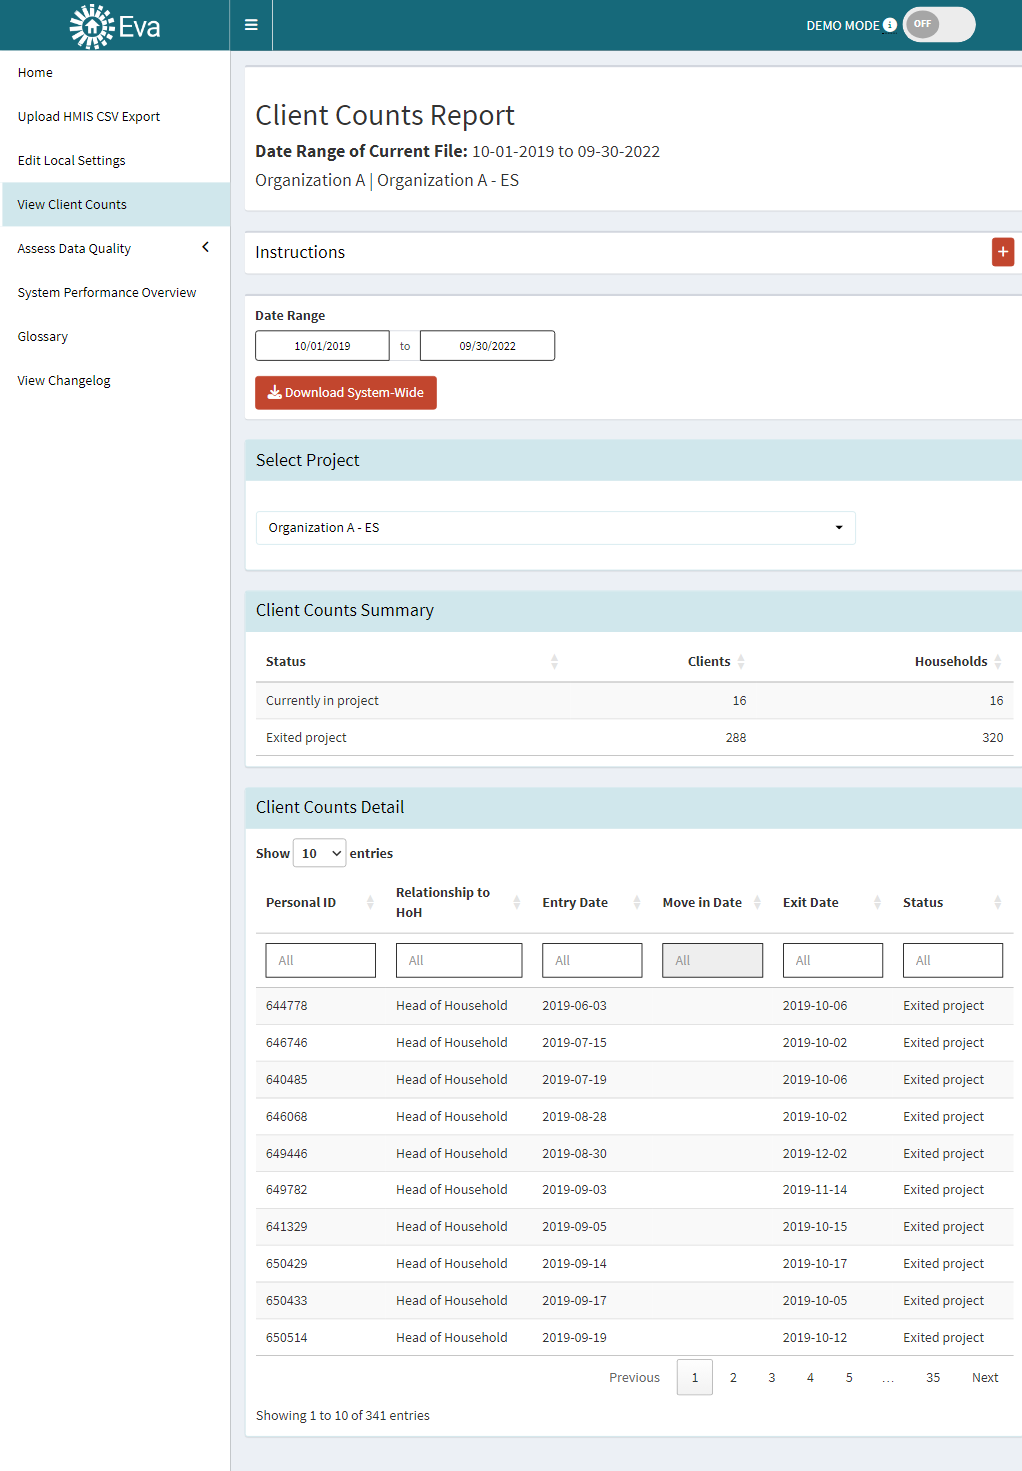 Eva
DEMO MODE
OFF
Home
Upload HMIS CSV Export
Edit Local Settings
View Client Counts
Assess Data Quality
System Performance Overview
Glossary
View Changelog
Client Counts Report
Date Range of Current File: 10-01-2019 to 09-30-2022
Organization A | Organization A - ES
Instructions
Date Range
10/01/2019 to 09/30/2022
Download System-Wide
Select Project
Organization A - ES
Client Counts Summary
Status Clients Households
Currently in project 16 16
Exited project 288 320
Client Counts Detail
Show 10 entries
Personal ID Relationship to HoH Entry Date Move in Date Exit Date Status
All All All All All All
644778 Head of Household 2019-06-03 2019-10-06 Exited project
646746 Head of Household 2019-07-15 2019-10-02 Exited project
640485 Head of Household 2019-07-19 2019-10-06 Exited project
646068 Head of Household 2019-08-28 2019-10-02 Exited project
649446 Head of Household 2019-08-30 2019-12-02 Exited project
649782 Head of Household 2019-09-03 2019-11-14 Exited project
641329 Head of Household 2019-09-05 2019-10-15 Exited project
650429 Head of Household 2019-09-14 2019-10-17 Exited project
650433 Head of Household 2019-09-17 2019-10-05 Exited project
650514 Head of Household 2019-09-19 2019-10-12 Exited project
Previous 1 2 3 4 5 … 35 Next
Showing 1 to 10 of 341 entries